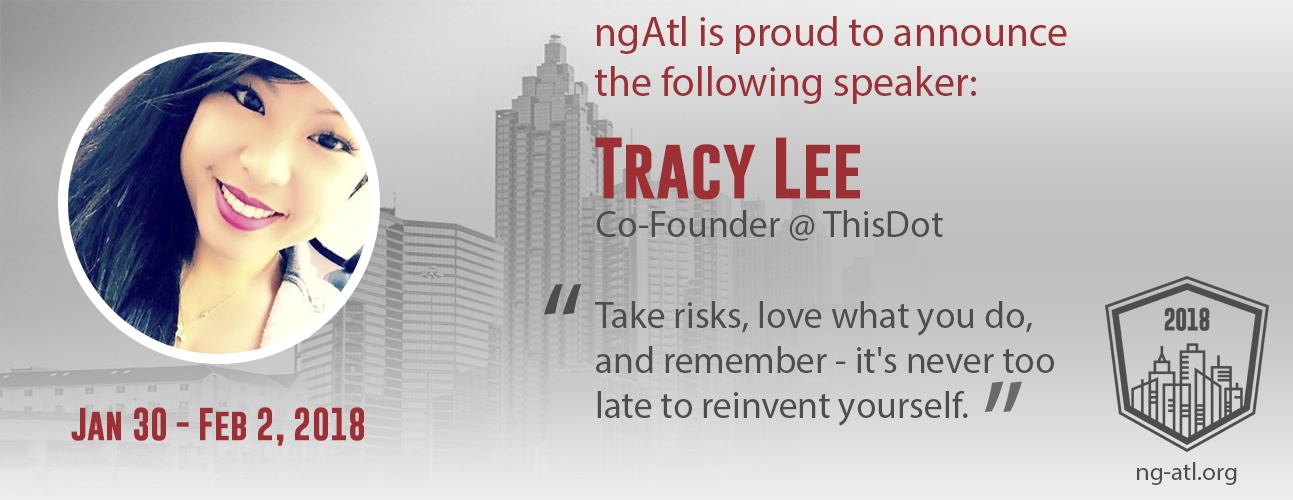 ngAtl is proud to announce
the following speaker:
TRACY LEE
Co-Founder @ ThisDot
“ Take risks, love what you do,
and remember - it's never too
late to reinvent yourself. ”
JAN 30 - FEB 2, 2018
2018
ng-atl.org